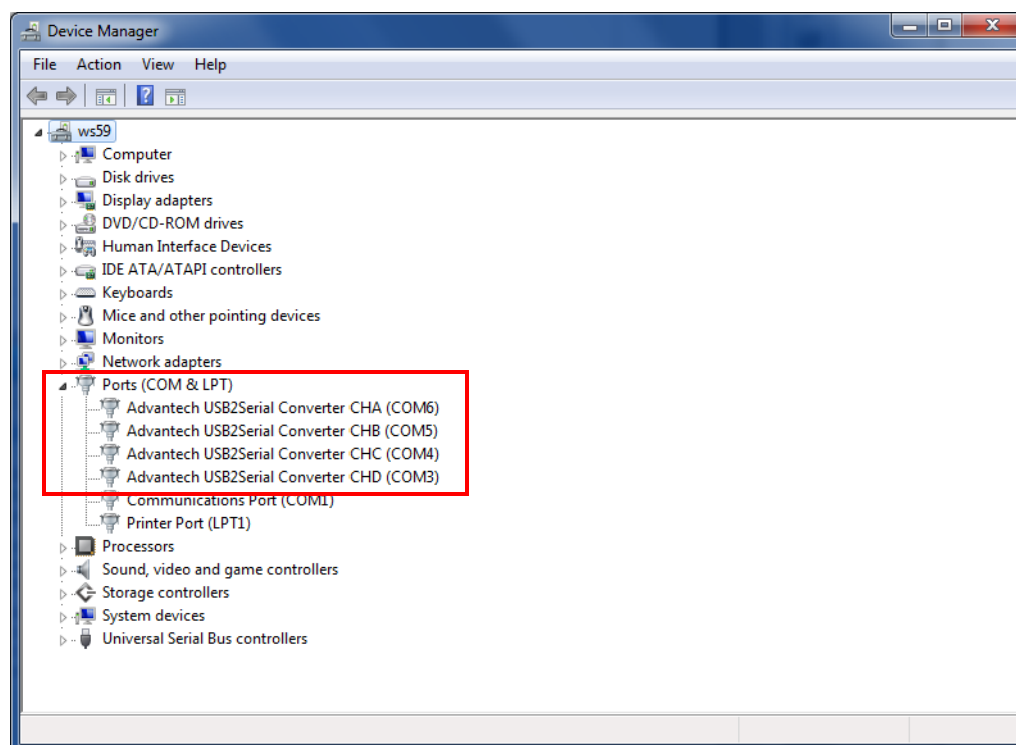 Device Manager
File Action View Help
ws59
Computer
Disk drives
Display adapters
DVD/CD-ROM drives
Human Interface Devices
IDE ATA/ATAPI controllers
Keyboards
Mice and other pointing devices
Monitors
Network adapters
Ports (COM & LPT)
Advantech USB2Serial Converter CHA (COM6)
Advantech USB2Serial Converter CHB (COM5)
Advantech USB2Serial Converter CHC (COM4)
Advantech USB2Serial Converter CHD (COM3)
Communications Port (COM1)
Printer Port (LPT1)
Processors
Sound, video and game controllers
Storage controllers
System devices
Universal Serial Bus controllers